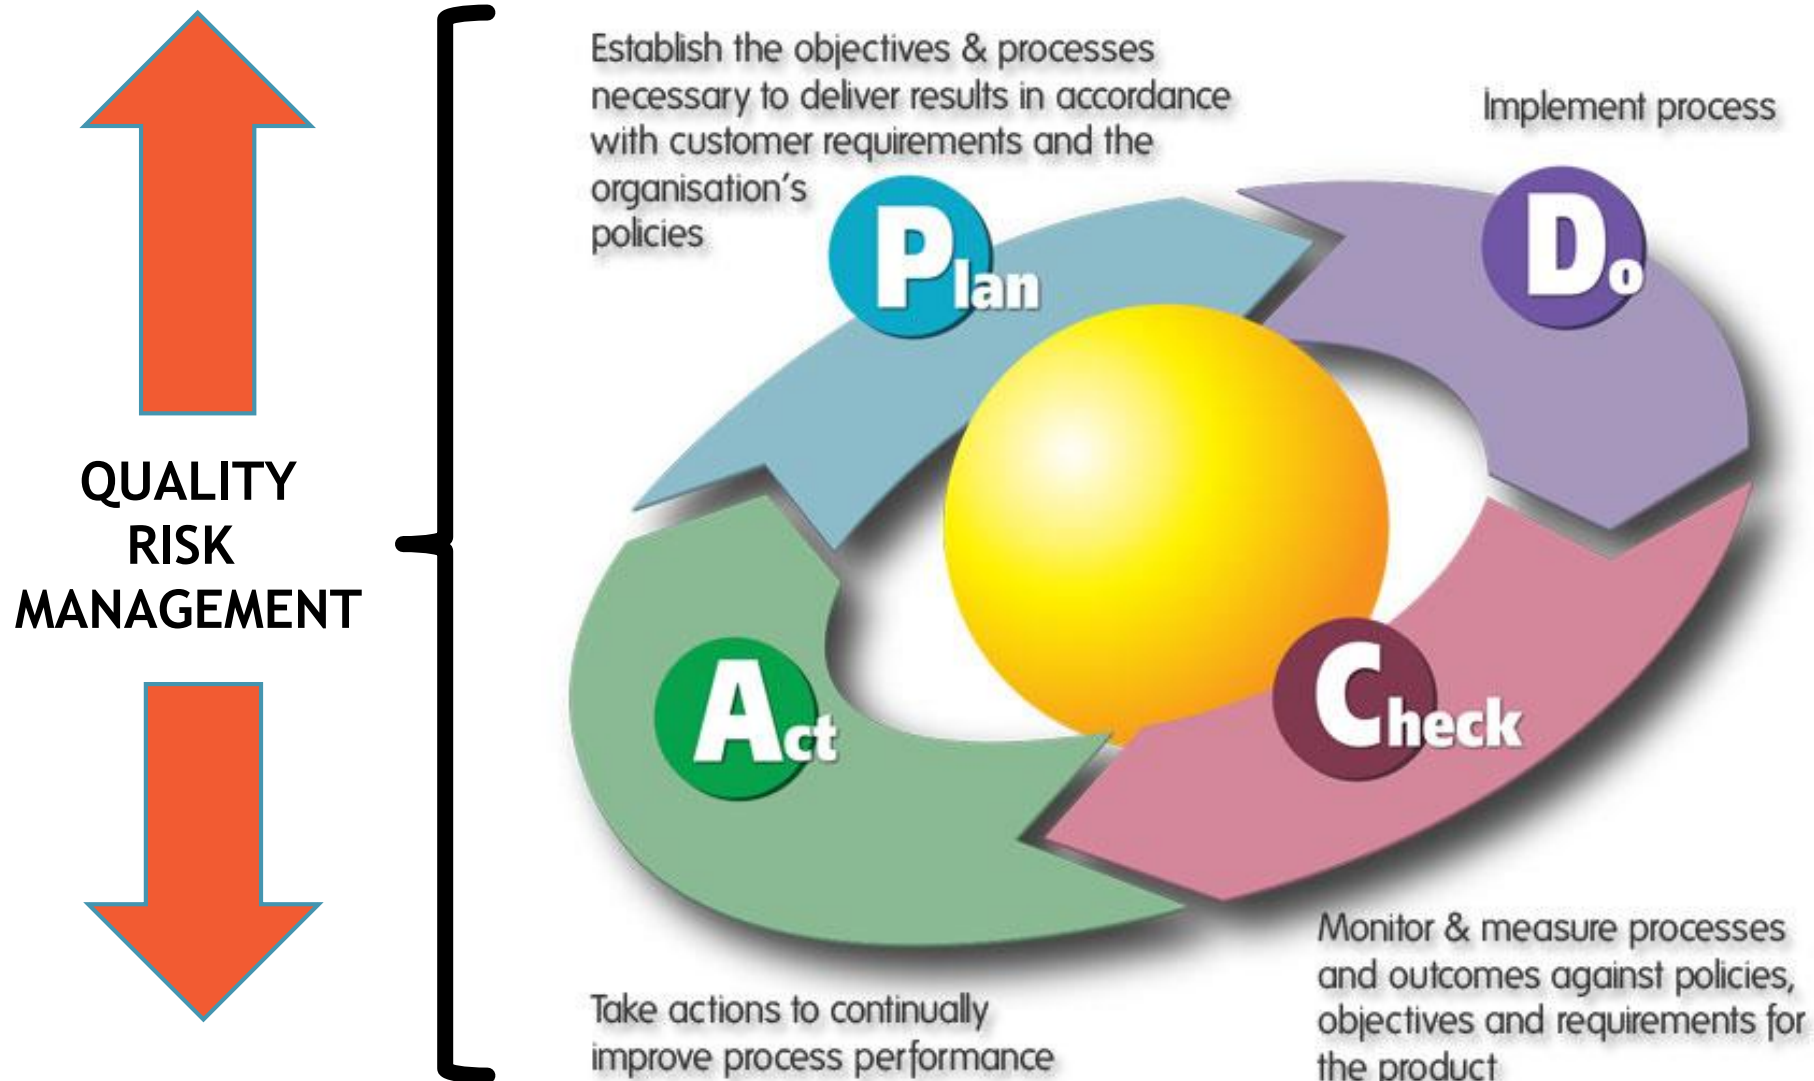 QUALITY
RISK
MANAGEMENT
Establish the objectives & processes
necessary to deliver results in accordance
with customer requirements and the
organisation's
policies
Plan
Implement process
Do
Check
Monitor & measure processes
and outcomes against policies,
objectives and requirements for
the product
Act
Take actions to continually
improve process performance